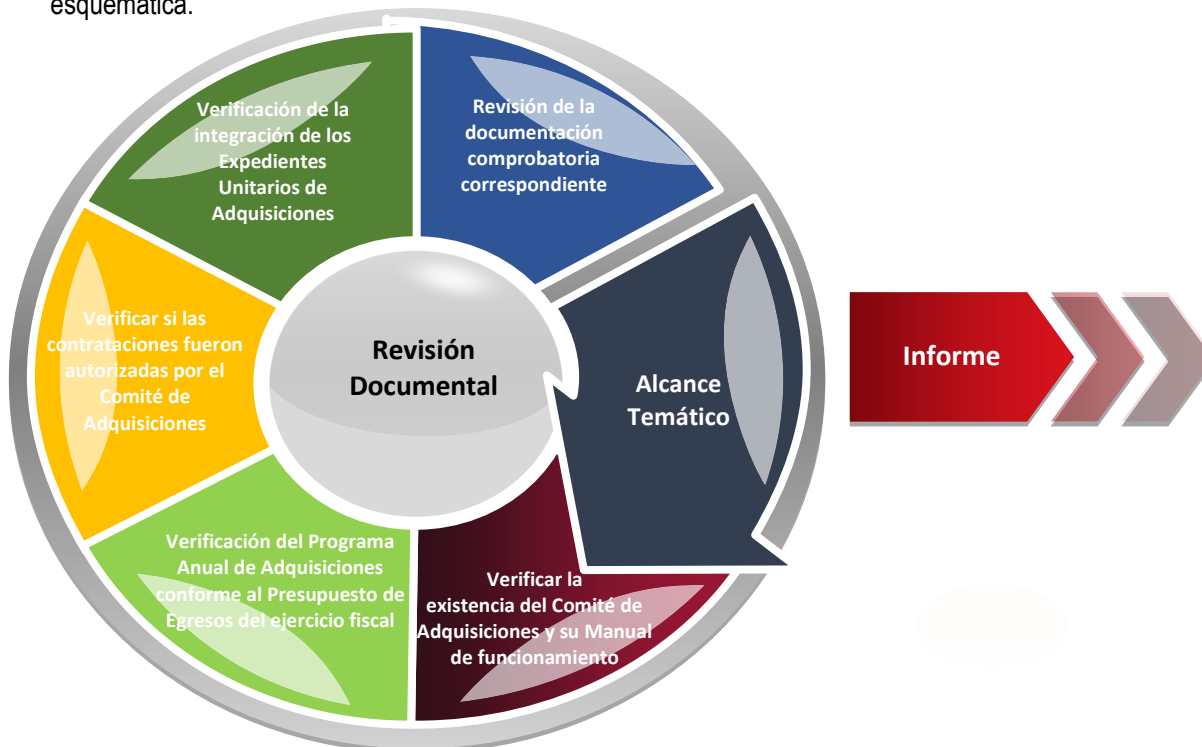 esquemática.
Verificación de la
integración de los
Expedientes
Unitarios de
Adquisiciones
Revisión de la
documentación
comprobatoria
correspondiente
Verificar si las
contrataciones fueron
autorizadas por el
Comité de
Adquisiciones
Revisión
Documental
Alcance
Temático
Informe
Verificación del Programa
Anual de Adquisiciones
conforme al Presupuesto de
Egresos del ejercicio fiscal
Verificar la
existencia del Comité de
Adquisiciones y su Manual
de funcionamiento